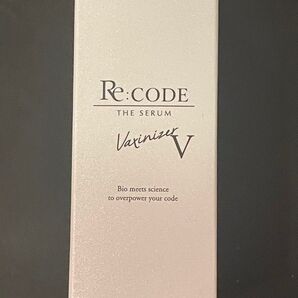 Re:CODE
THE SERUM
Vaxinizer V
Bio meets science
to overpower your code